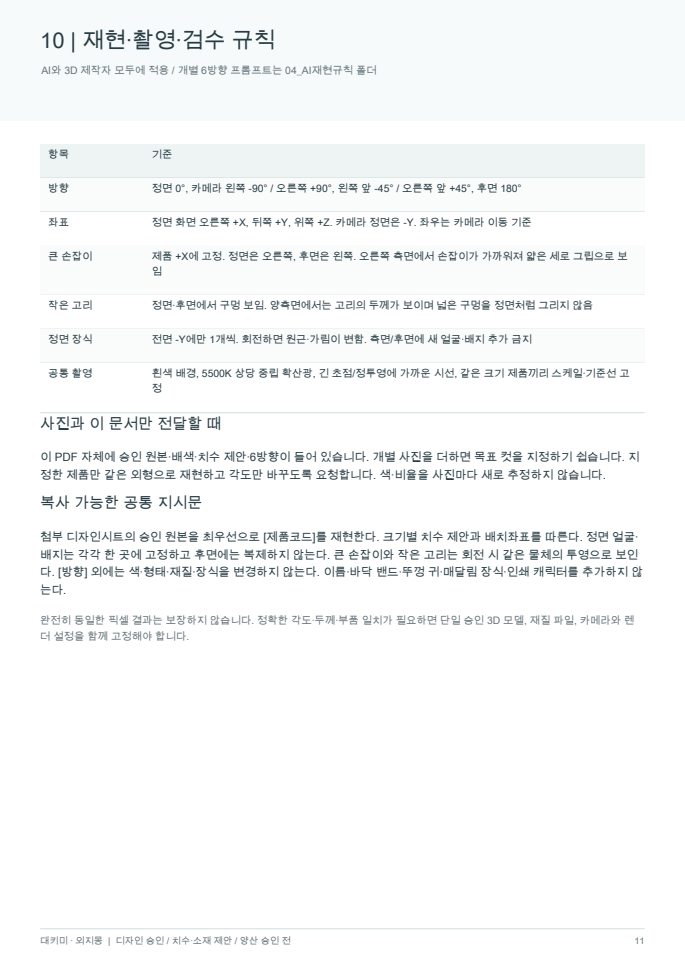 10 | 재현·촬영·검수 규칙
AI와 3D 제작자 모두에 적용 / 개별 6방향 프롬프트는 04_AI재현규칙 폴더
항목 기준
방향 정면 0°, 카메라 왼쪽 -90° / 오른쪽 +90°, 왼쪽 앞 -45° / 오른쪽 앞 +45°, 후면 180°
좌표 정면 화면 오른쪽 +X, 뒤쪽 +Y, 위쪽 +Z. 카메라 정면은 -Y. 좌우는 카메라 이동 기준
큰 손잡이 제품 +X에 고정. 정면은 오른쪽, 후면은 왼쪽. 오른쪽 측면에서 손잡이가 가까워져 얇은 세로 그립으로 보
임
작은 고리 정면·후면에서 구멍 보임. 양측면에서는 고리의 두께가 보이며 넓은 구멍을 정면처럼 그리지 않음
정면 장식 전면 -Y에만 1개씩. 회전하면 원근·가림이 변함. 측면/후면에 새 얼굴·배지 추가 금지
공통 촬영 흰색 배경, 5500K 상당 중립 확산광, 긴 초점/정투영에 가까운 시선, 같은 크기 제품끼리 스케일·기준선 고
정
사진과 이 문서만 전달할 때
이 PDF 자체에 승인 원본·배색·치수 제안·6방향이 들어 있습니다. 개별 사진을 더하면 목표 컷을 지정하기 쉽습니다. 지
정한 제품만 같은 외형으로 재현하고 각도만 바꾸도록 요청합니다. 색·비율을 사진마다 새로 추정하지 않습니다.
복사 가능한 공통 지시문
첨부 디자인시트의 승인 원본을 최우선으로 [제품코드]를 재현한다. 크기별 치수 제안과 배치좌표를 따른다. 정면 얼굴·
배지는 각각 한 곳에 고정하고 후면에는 복제하지 않는다. 큰 손잡이와 작은 고리는 회전 시 같은 물체의 투영으로 보인
다. [방향] 외에는 색·형태·재질·장식을 변경하지 않는다. 이름·바닥 밴드·뚜껑 귀·매달림 장식·인쇄 캐릭터를 추가하지 않
는다.
완전히 동일한 픽셀 결과는 보장하지 않습니다. 정확한 각도·두께·부품 일치가 필요하면 단일 승인 3D 모델, 재질 파일, 카메라와 렌
더 설정을 함께 고정해야 합니다.
대키미 · 외지몽 | 디자인 승인 / 치수·소재 제안 / 양산 승인 전 11